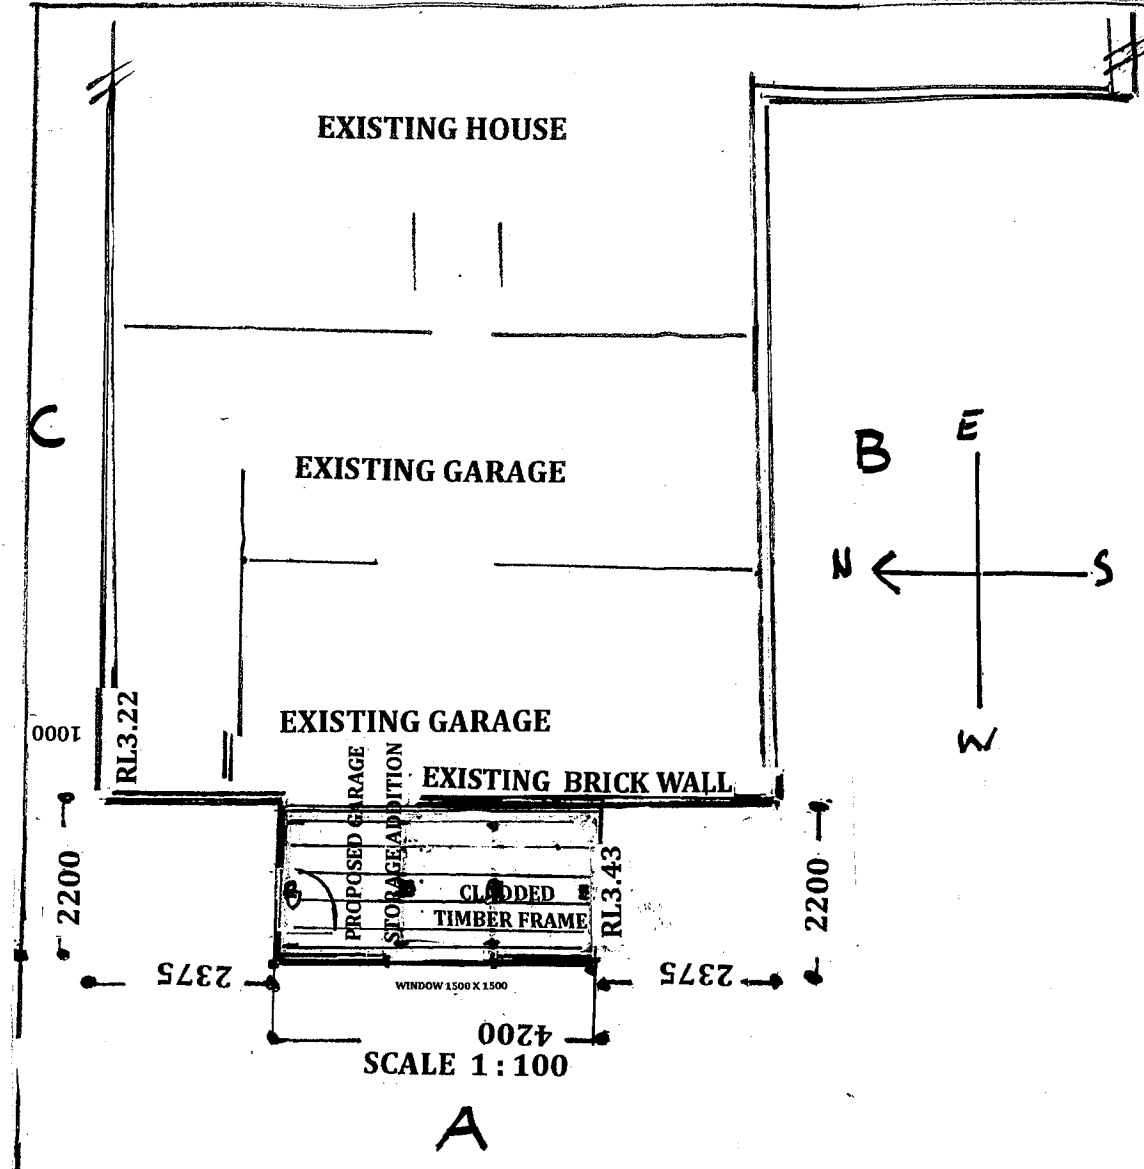 EXISTING HOUSE
C
EXISTING GARAGE
B
E
N
S
W
1000
RL3.22
EXISTING GARAGE
EXISTING BRICK WALL
PROPOSED GARAGE
STORAGE ADDITION
CLADDED
TIMBER FRAME
RL3.43
2200
2200
2375
2375
WINDOW 1500 X 1500
4200
SCALE 1 : 100
A